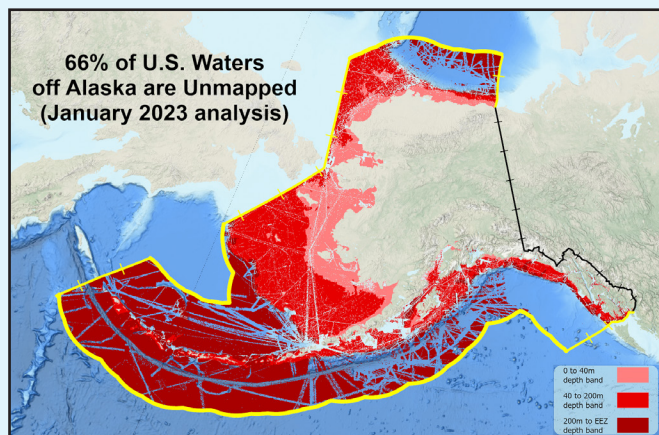 66% of U.S. Waters
off Alaska are Unmapped
(January 2023 analysis)
0 to 40m
depth band
40 to 200m
depth band
200m to EEZ
depth band